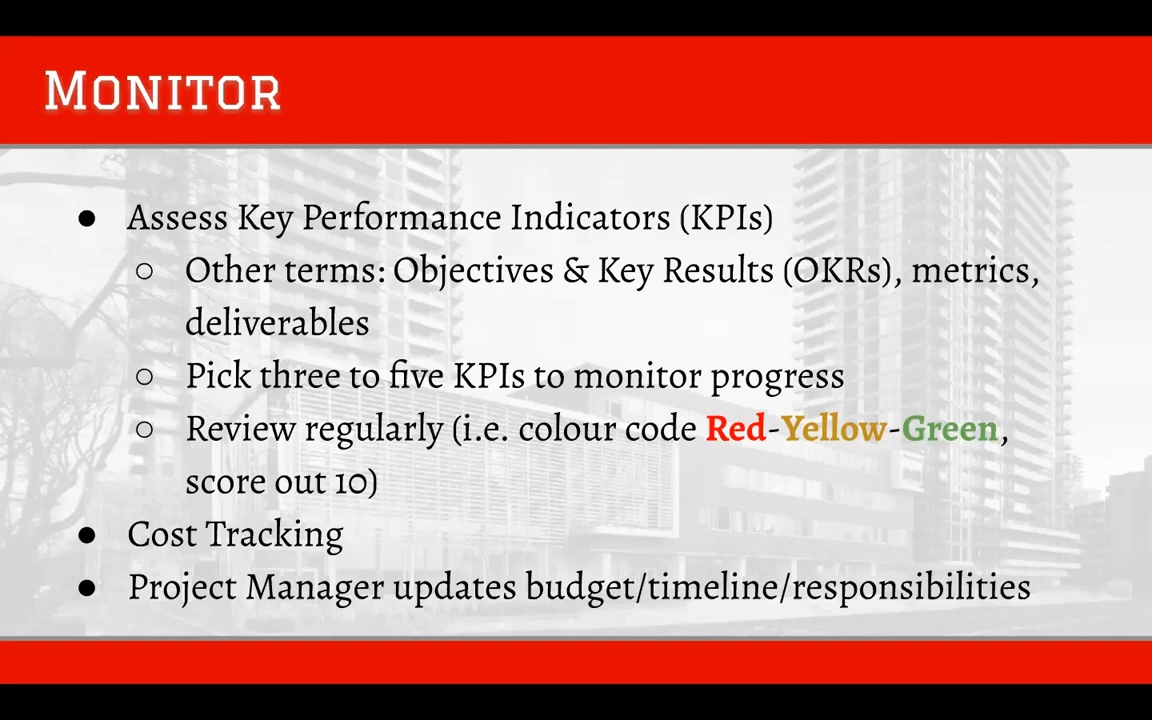 Monitor
● Assess Key Performance Indicators (KPIs)
○ Other terms: Objectives & Key Results (OKRs), metrics,
deliverables
○ Pick three to five KPIs to monitor progress
○ Review regularly (i.e. colour code Red-Yellow-Green,
score out 10)
● Cost Tracking
● Project Manager updates budget/timeline/responsibilities